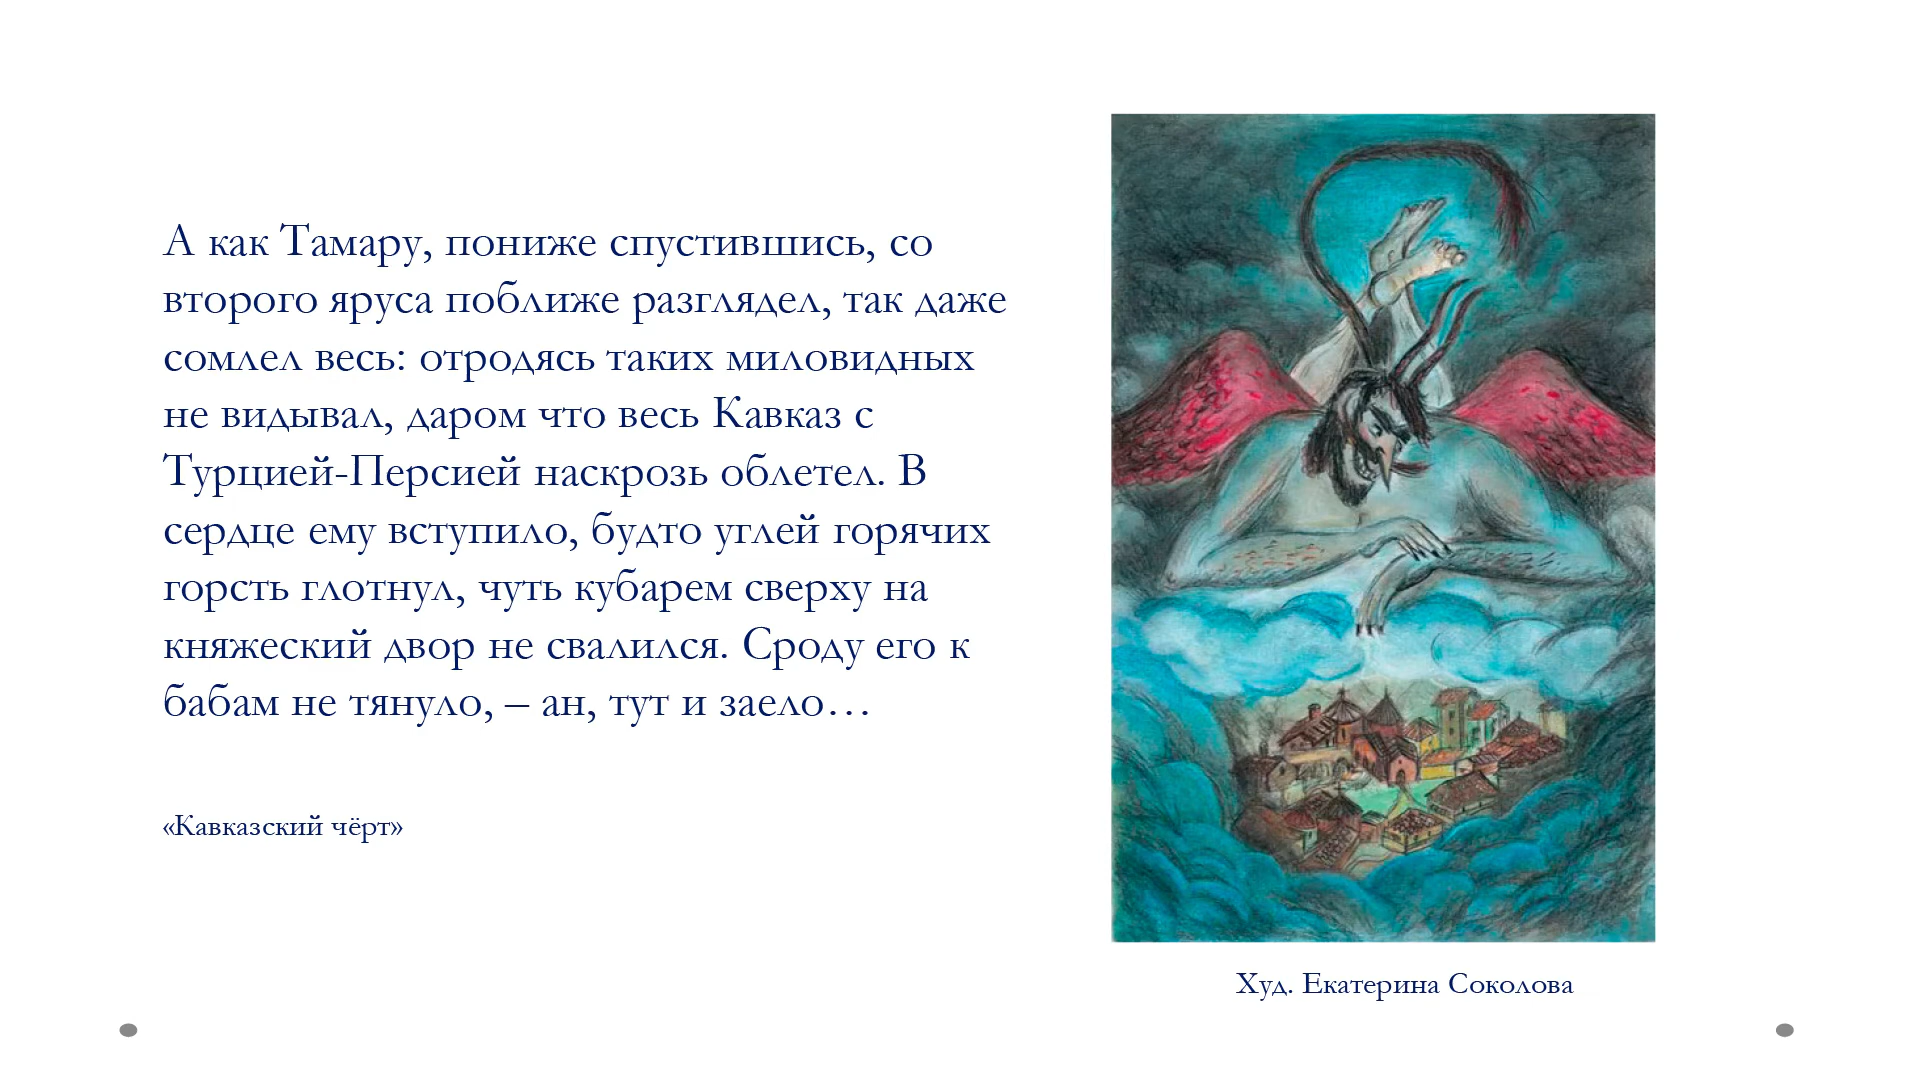 А как Тамару, пониже спустившись, со
второго яруса поближе разглядел, так даже
сомлел весь: отродясь таких миловидных
не видывал, даром что весь Кавказ с
Турцией-Персией наскрозь облетел. В
сердце ему вступило, будто углей горячих
горсть глотнул, чуть кубарем сверху на
княжеский двор не свалился. Сроду его к
бабам не тянуло, – ан, тут и заело…
«Кавказский чёрт»
Худ. Екатерина Соколова